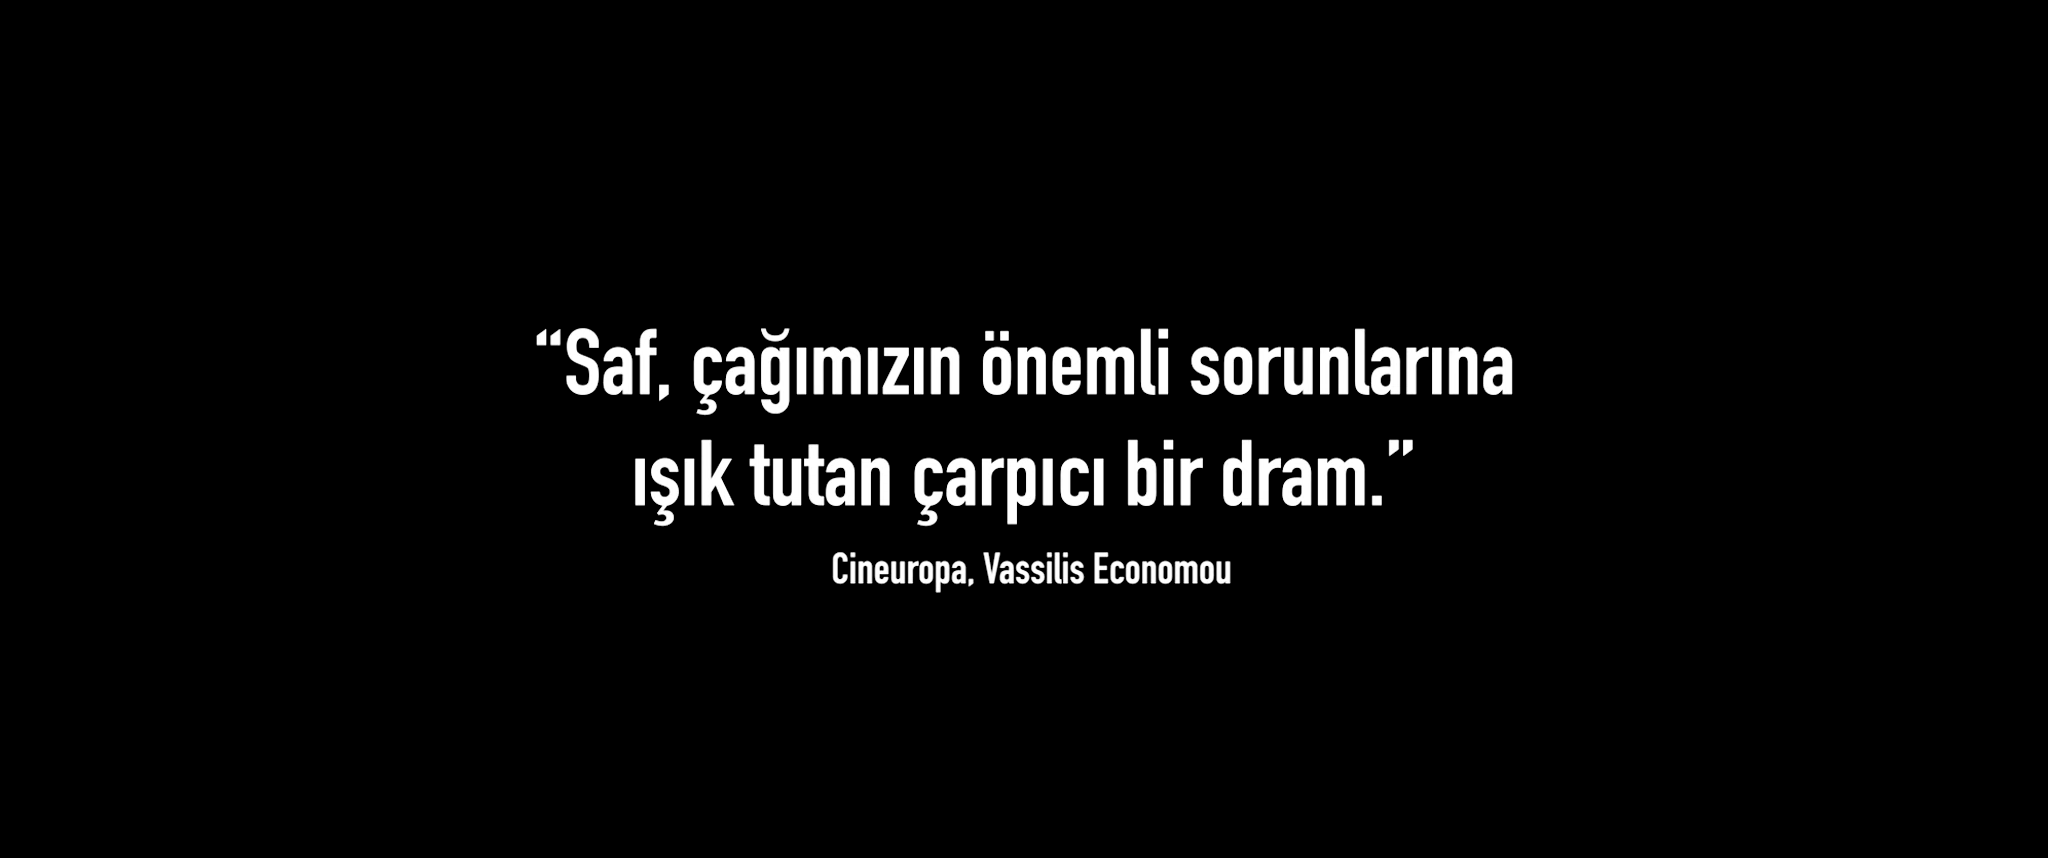 “Saf, çağımızın önemli sorunlarına
ışık tutan çarpıcı bir dram.”
Cineuropa, Vassilis Economou